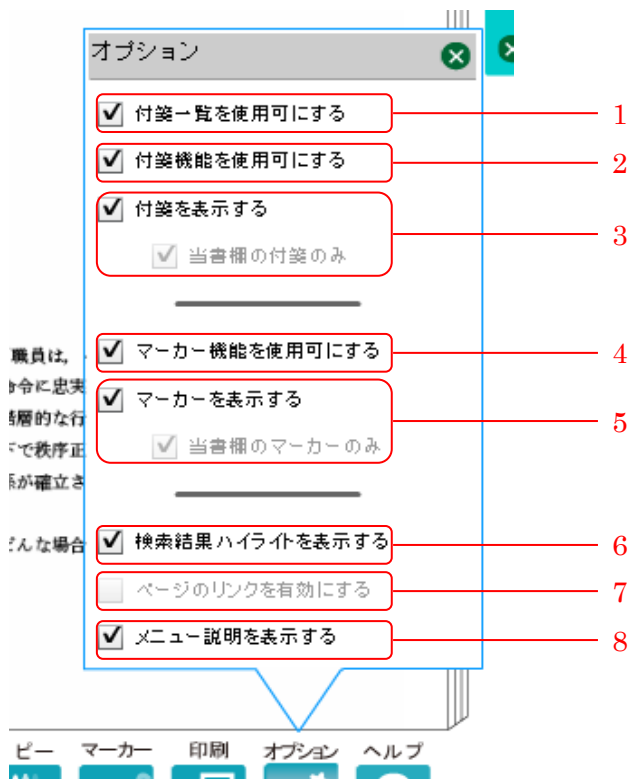 オプション
付箋一覧を使用可にする 1
付箋機能を使用可にする 2
付箋を表示する
当書棚の付箋のみ 3
職員は, マーカー機能を使用可にする 4
命令に忠実 マーカーを表示する
階層的な行 5
下で秩序正 当書棚のマーカーのみ
系が確立さ
どんな場合 検索結果ハイライトを表示する 6
ページのリンクを有効にする 7
メニュー説明を表示する 8
ピー マーカー 印刷 オプション ヘルプ